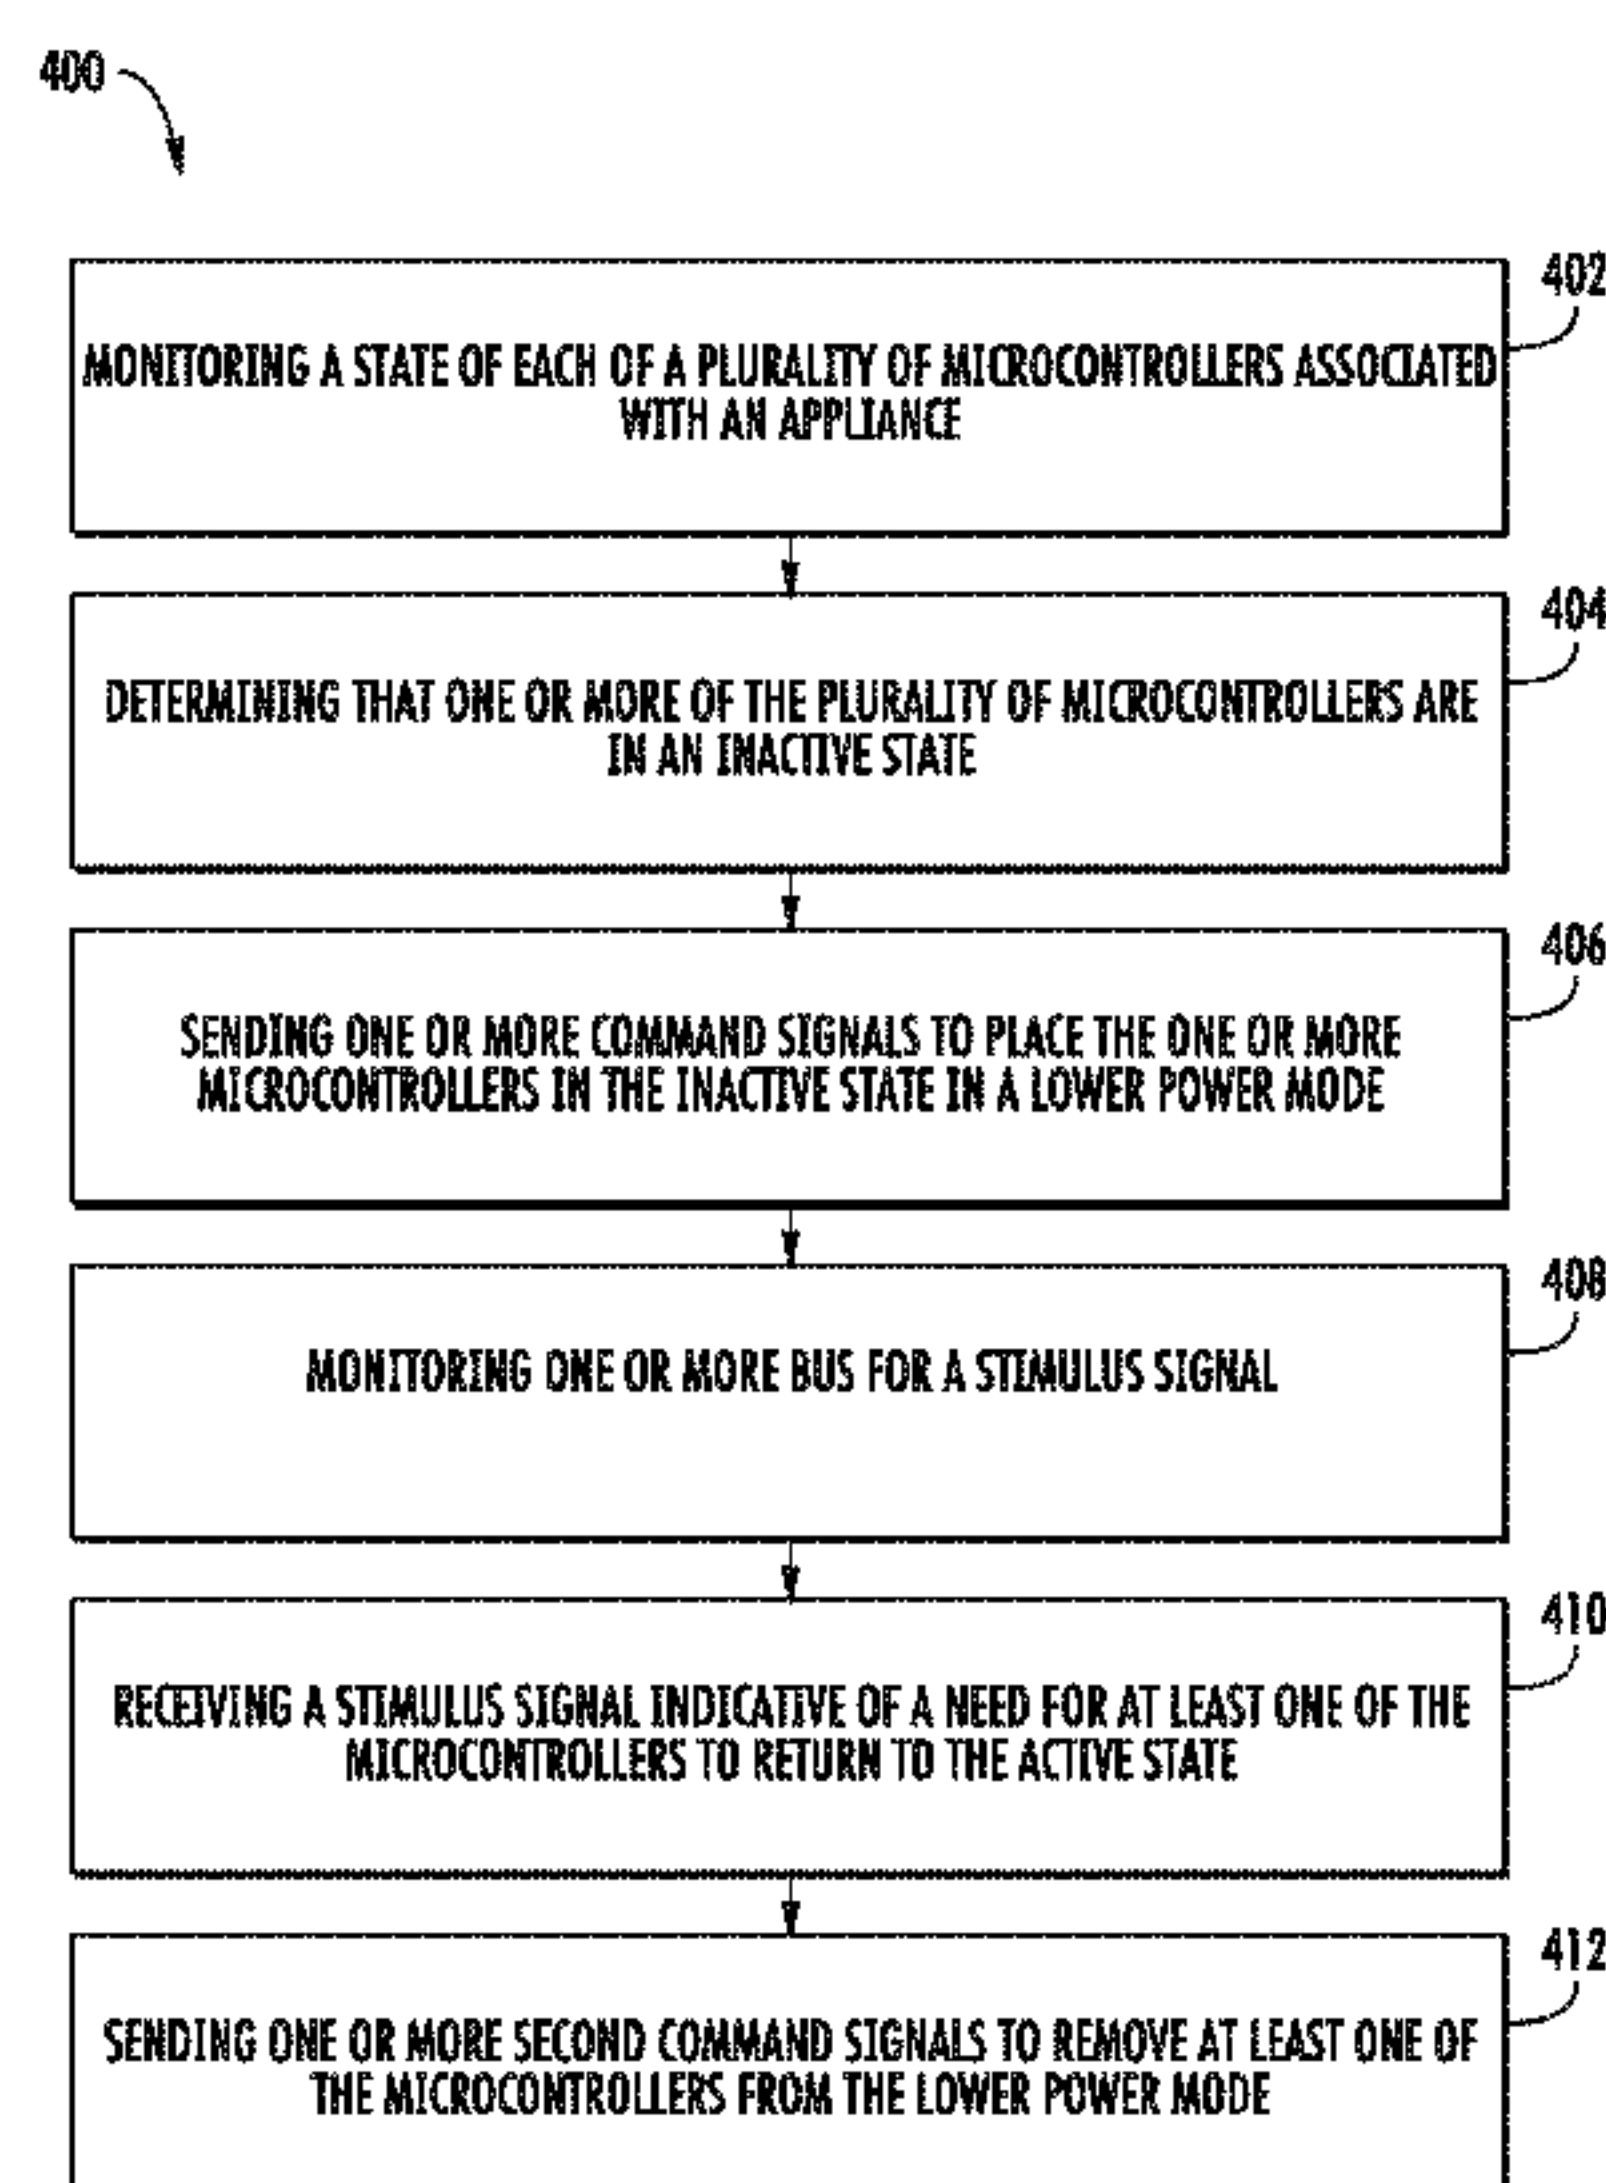 400
402
MONITORING A STATE OF EACH OF A PLURALITY OF MICROCONTROLLERS ASSOCIATED
WITH AN APPLIANCE
404
DETERMINING THAT ONE OR MORE OF THE PLURALITY OF MICROCONTROLLERS ARE
IN AN INACTIVE STATE
406
SENDING ONE OR MORE COMMAND SIGNALS TO PLACE THE ONE OR MORE
MICROCONTROLLERS IN THE INACTIVE STATE IN A LOWER POWER MODE
408
MONITORING ONE OR MORE BUS FOR A STIMULUS SIGNAL
410
RECEIVING A STIMULUS SIGNAL INDICATIVE OF A NEED FOR AT LEAST ONE OF THE
MICROCONTROLLERS TO RETURN TO THE ACTIVE STATE
412
SENDING ONE OR MORE SECOND COMMAND SIGNALS TO REMOVE AT LEAST ONE OF
THE MICROCONTROLLERS FROM THE LOWER POWER MODE